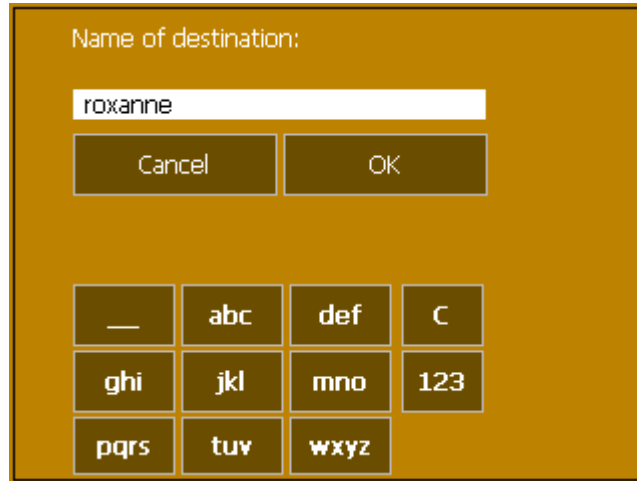 Name of destination:
roxanne
Cancel OK
__ abc def C
ghi jkl mno 123
pqrs tuv wxyz